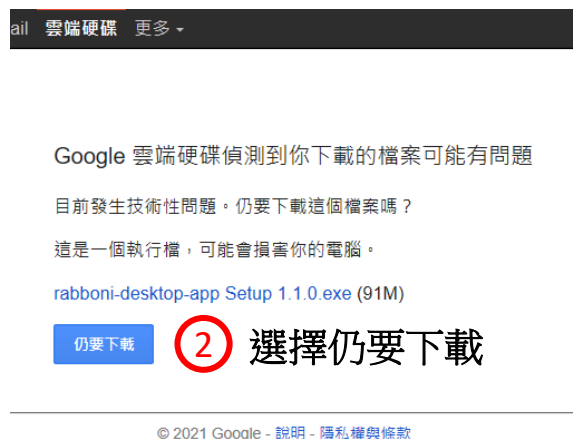 ail 雲端硬碟 更多
Google 雲端硬碟偵測到你下載的檔案可能有問題
目前發生技術性問題。仍要下載這個檔案嗎？
這是一個執行檔，可能會損害你的電腦。
rabboni-desktop-app Setup 1.1.0.exe (91M)
仍要下載 2 選擇仍要下載
© 2021 Google - 說明 - 隱私權與條款